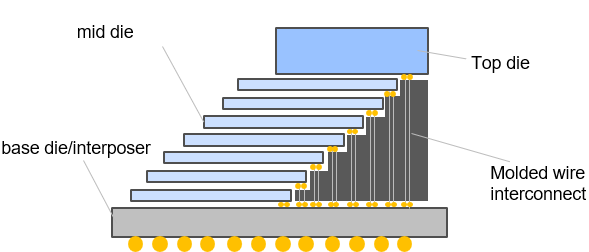 mid die
Top die
base die/interposer
Molded wire
interconnect